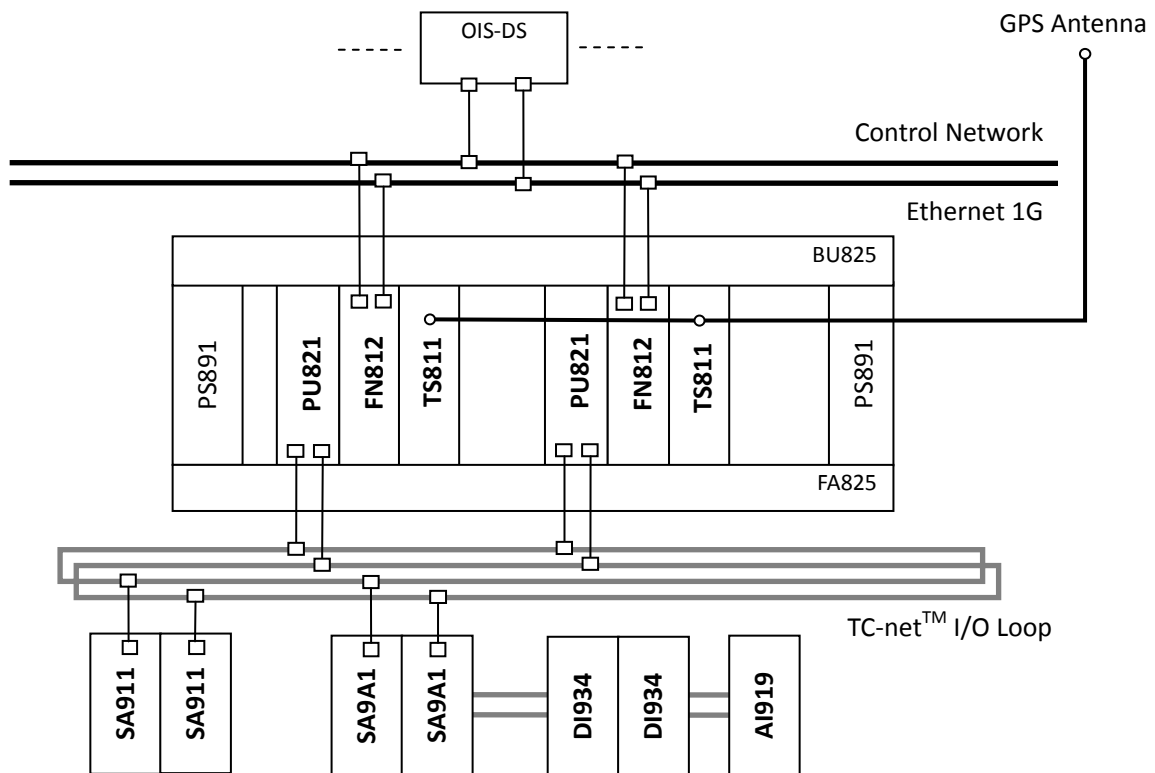 OIS-DS
GPS Antenna
Control Network
Ethernet 1G
BU825
PS891
PU821
FN812
TS811
PU821
FN812
TS811
PS891
FA825
TC-net™ I/O Loop
SA911
SA911
SA9A1
SA9A1
DI934
DI934
AI919